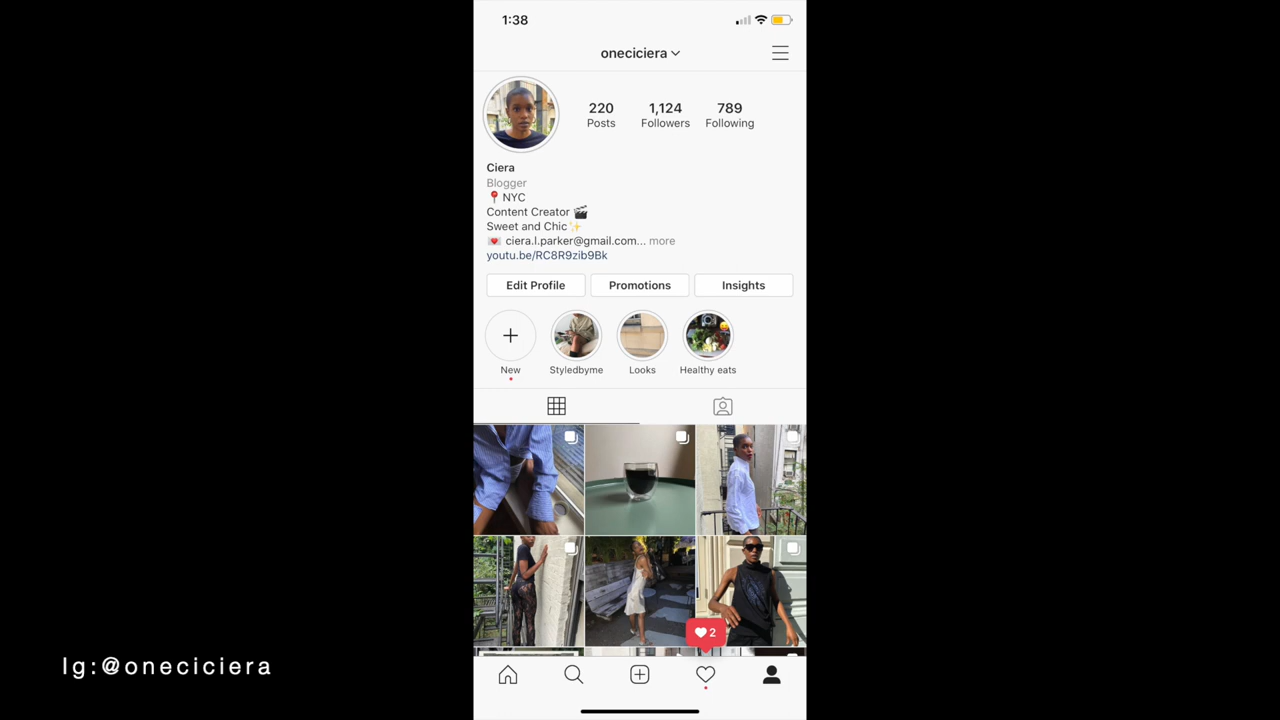 1:38
oneciciera
220 1,124 789
Posts Followers Following
Ciera
Blogger
📍NYC
Content Creator 🎬
Sweet and Chic✨
💌 ciera.l.parker@gmail.com... more
youtu.be/RC8R9zib9Bk
Edit Profile Promotions Insights
New Styledbyme Looks Healthy eats
2
Ig:@oneciciera